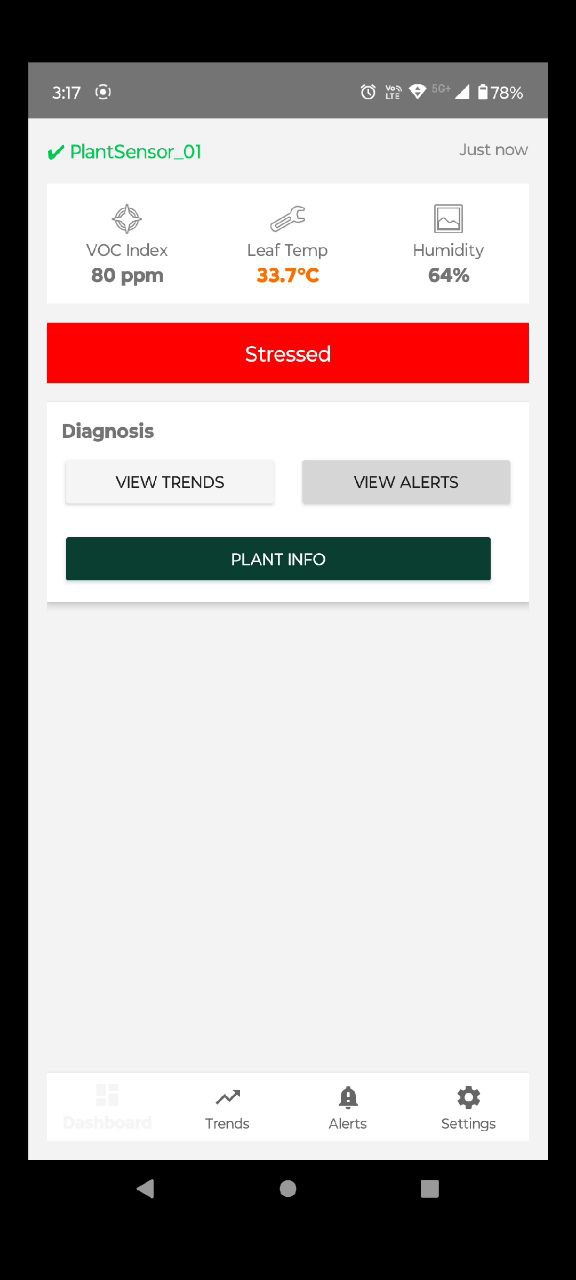 3:17 Vo LTE 5G+ 78%
✔ PlantSensor_01 Just now
VOC Index Leaf Temp Humidity
80 ppm 33.7°C 64%
Stressed
Diagnosis
VIEW TRENDS VIEW ALERTS
PLANT INFO
Dashboard Trends Alerts Settings